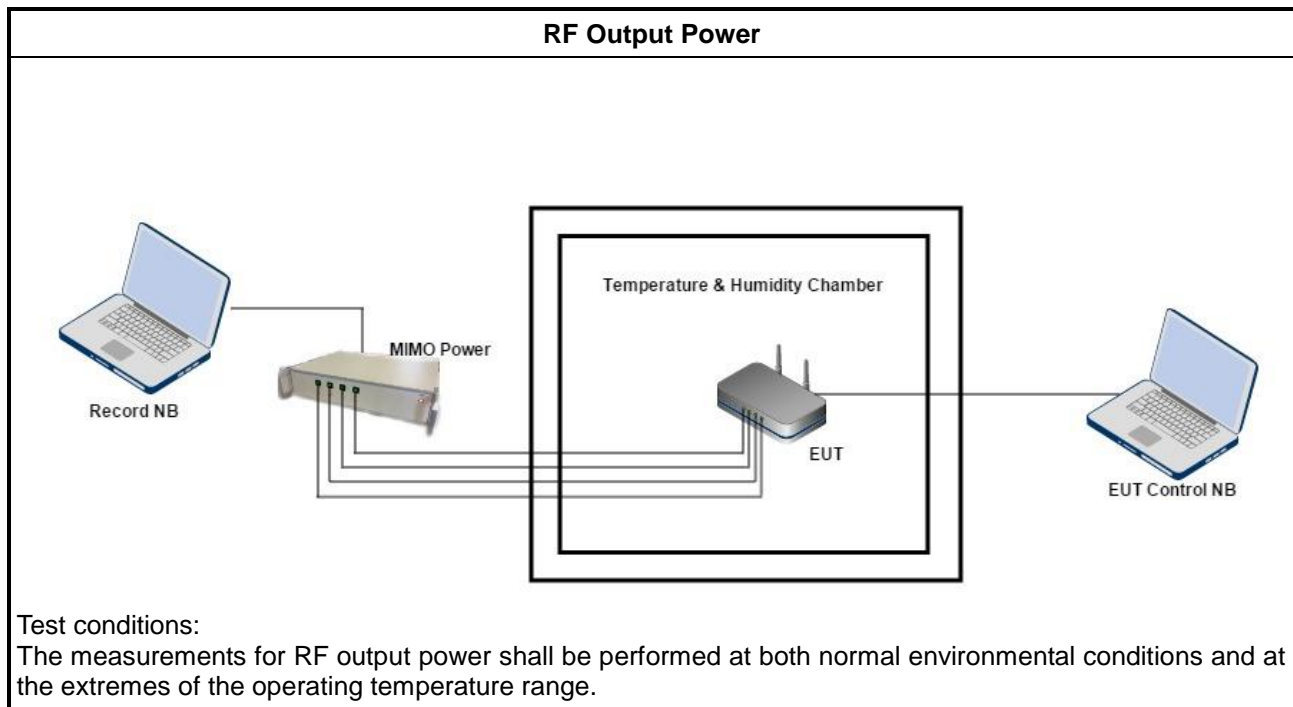 RF Output Power
Temperature & Humidity Chamber
MIMO Power
Record NB
EUT
EUT Control NB
Test conditions:
The measurements for RF output power shall be performed at both normal environmental conditions and at
the extremes of the operating temperature range.